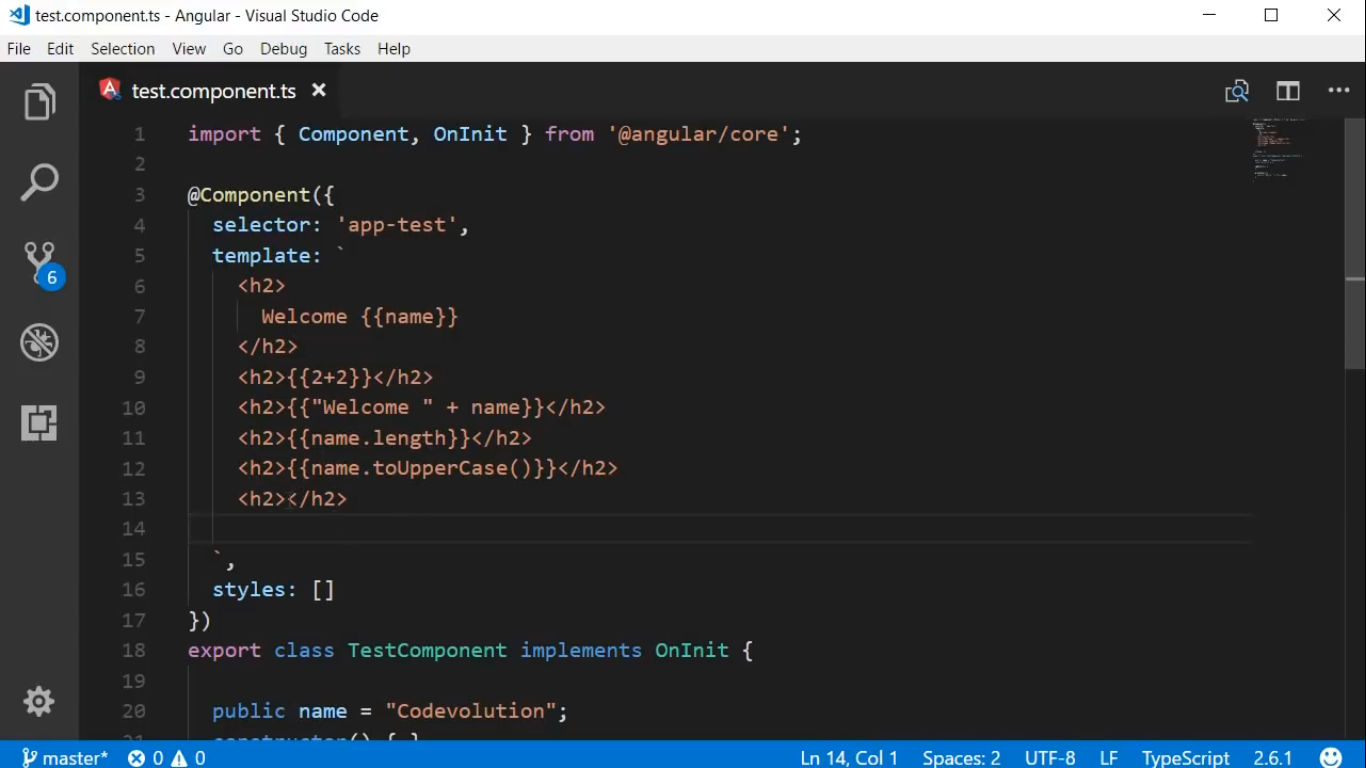 test.component.ts - Angular - Visual Studio Code
File Edit Selection View Go Debug Tasks Help
test.component.ts
1 import { Component, OnInit } from '@angular/core';
2
3 @Component({
4 selector: 'app-test',
5 template: `
6 <h2>
7 Welcome {{name}}
8 </h2>
9 <h2>{{2+2}}</h2>
10 <h2>{{"Welcome " + name}}</h2>
11 <h2>{{name.length}}</h2>
12 <h2>{{name.toUpperCase()}}</h2>
13 <h2></h2>
14
15 `,
16 styles: []
17 })
18 export class TestComponent implements OnInit {
19
20 public name = "Codevolution";
21 constructor() { }
6
master* 0 0 Ln 14, Col 1 Spaces: 2 UTF-8 LF TypeScript 2.6.1